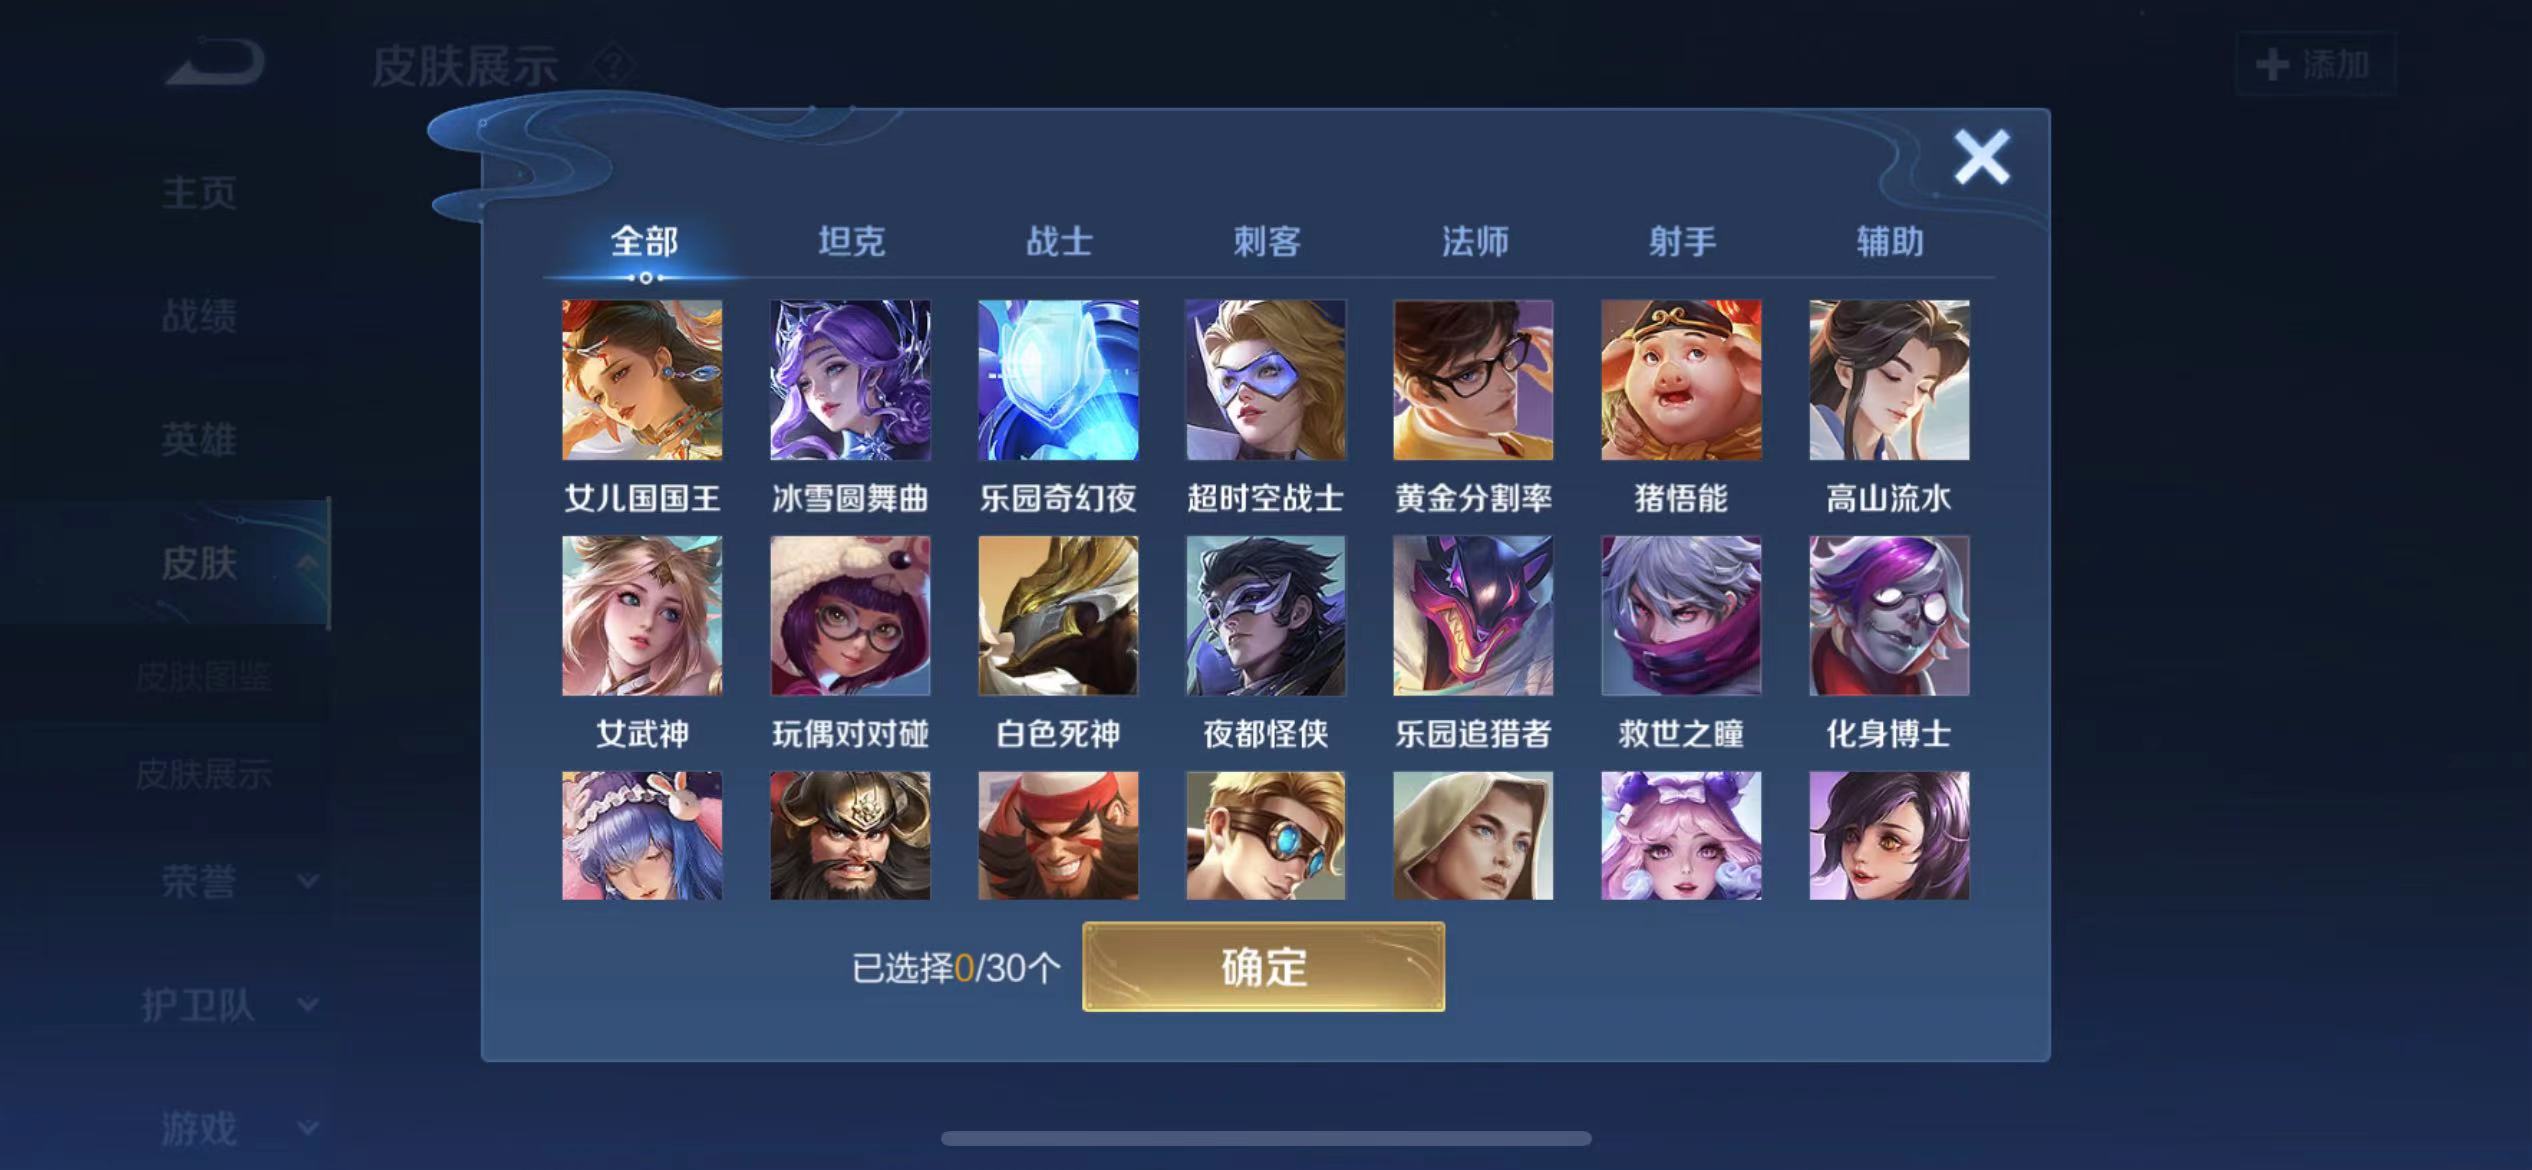 皮肤展示 ?
添加
主页
战绩
英雄
皮肤
皮肤图鉴
皮肤展示
荣誉
护卫队
游戏
全部 坦克 战士 刺客 法师 射手 辅助
女儿国国王 冰雪圆舞曲 乐园奇幻夜 超时空战士 黄金分割率 猪悟能 高山流水
女武神 玩偶对对碰 白色死神 夜都怪侠 乐园追猎者 救世之瞳 化身博士
已选择0/30个
确定